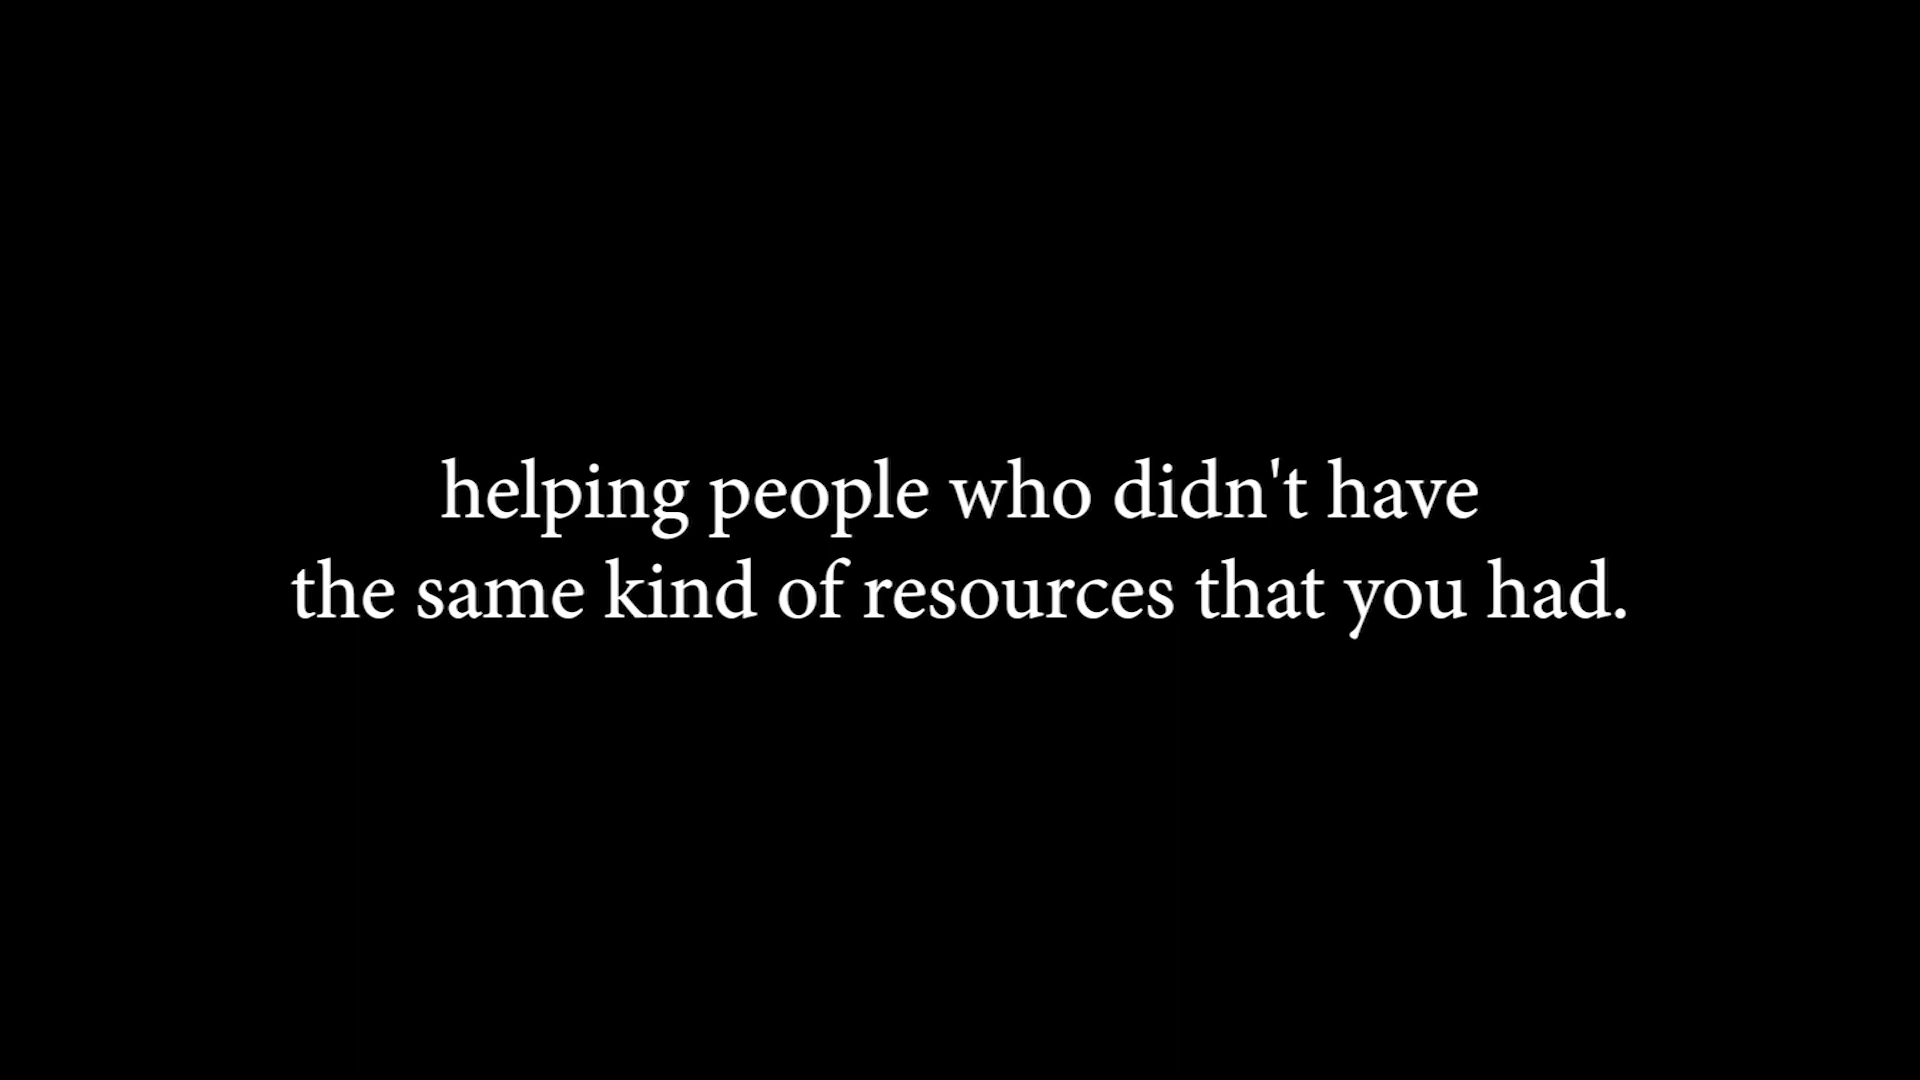 helping people who didn't have
the same kind of resources that you had.